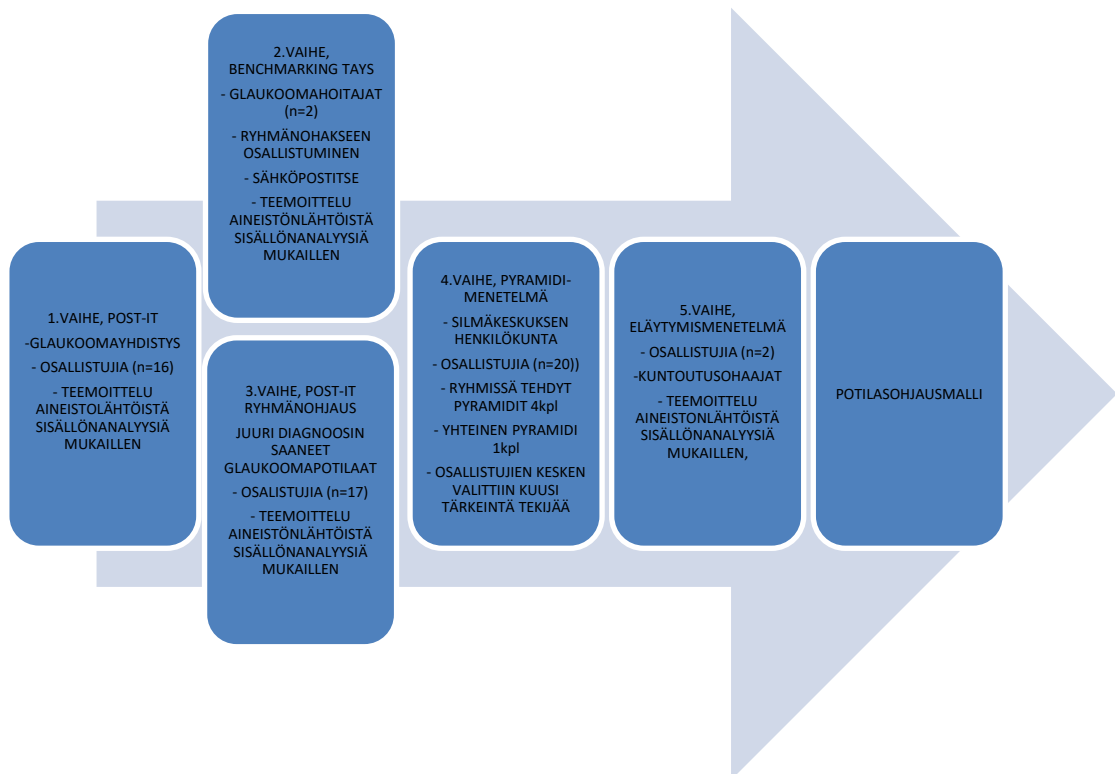 1.VAIHE, POST-IT
-GLAUKOOMAYHDISTYS
- OSALLISTUJIA (n=16)
- TEEMOITTELU
AINEISTOLÄHTÖISTÄ
SISÄLLÖNANALYYSIÄ
MUKAILLEN
2.VAIHE,
BENCHMARKING TAYS
- GLAUKOOMAHOITAJAT
(n=2)
- RYHMÄNOHAKSEEN
OSALLISTUMINEN
- SÄHKÖPOSTITSE
- TEEMOITTELU
AINEISTÖNLÄHTÖISTÄ
SISÄLLÖNANALYYSIÄ
MUKAILLEN
3.VAIHE, POST-IT
RYHMÄNOHJAUS
JUURI DIAGNOOSIN
SAANEET
GLAUKOOMAPOTILAAT
- OSALISTUJIA (n=17)
- TEEMOITTELU
AINEISTÖNLÄHTÖISTÄ
SISÄLLÖNANALYYSIÄ
MUKAILLEN
4.VAIHE, PYRAMIDI-
MENETELMÄ
- SILMÄKESKUKSEN
HENKILÖKUNTA
- OSALLISTUJIA (n=20))
- RYHMISSÄ TEHDYT
PYRAMIDIT 4kpl
- YHTEINEN PYRAMIDI
1kpl
- OSALLISTUJIEN KESKEN
VALITTIIN KUUSI
TÄRKEINTÄ TEKIJÄÄ
5.VAIHE,
ELÄYTYMISMENETELMÄ
- OSALLISTUJIA (n=2)
-KUNTOUTUSOHAAJAT
- TEEMOITTELU
AINEISTONLÄHTÖISTÄ
SISÄLLÖNANALYYSIÄ
MUKAILLEN,
POTILASOHJAUSMALLI